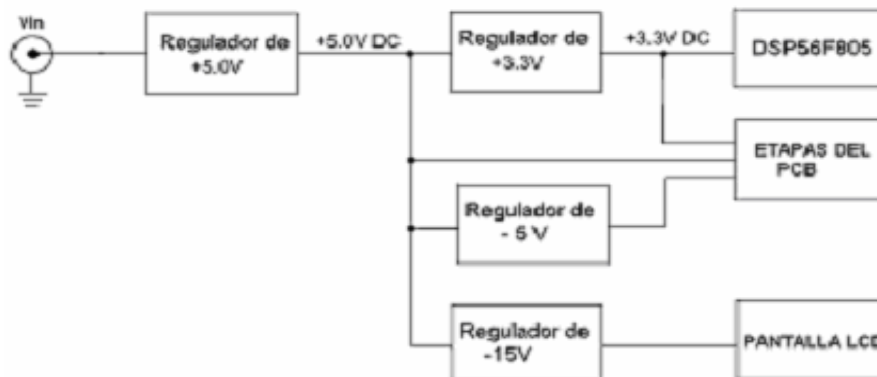 Vin
Regulador de
+5.0V
+5.0V DC
Regulador de
+3.3V
+3.3V DC
DSP56F805
ETAPAS DEL
PCB
Regulador de
- 5 V
Regulador de
-15V
PANTALLA LCD